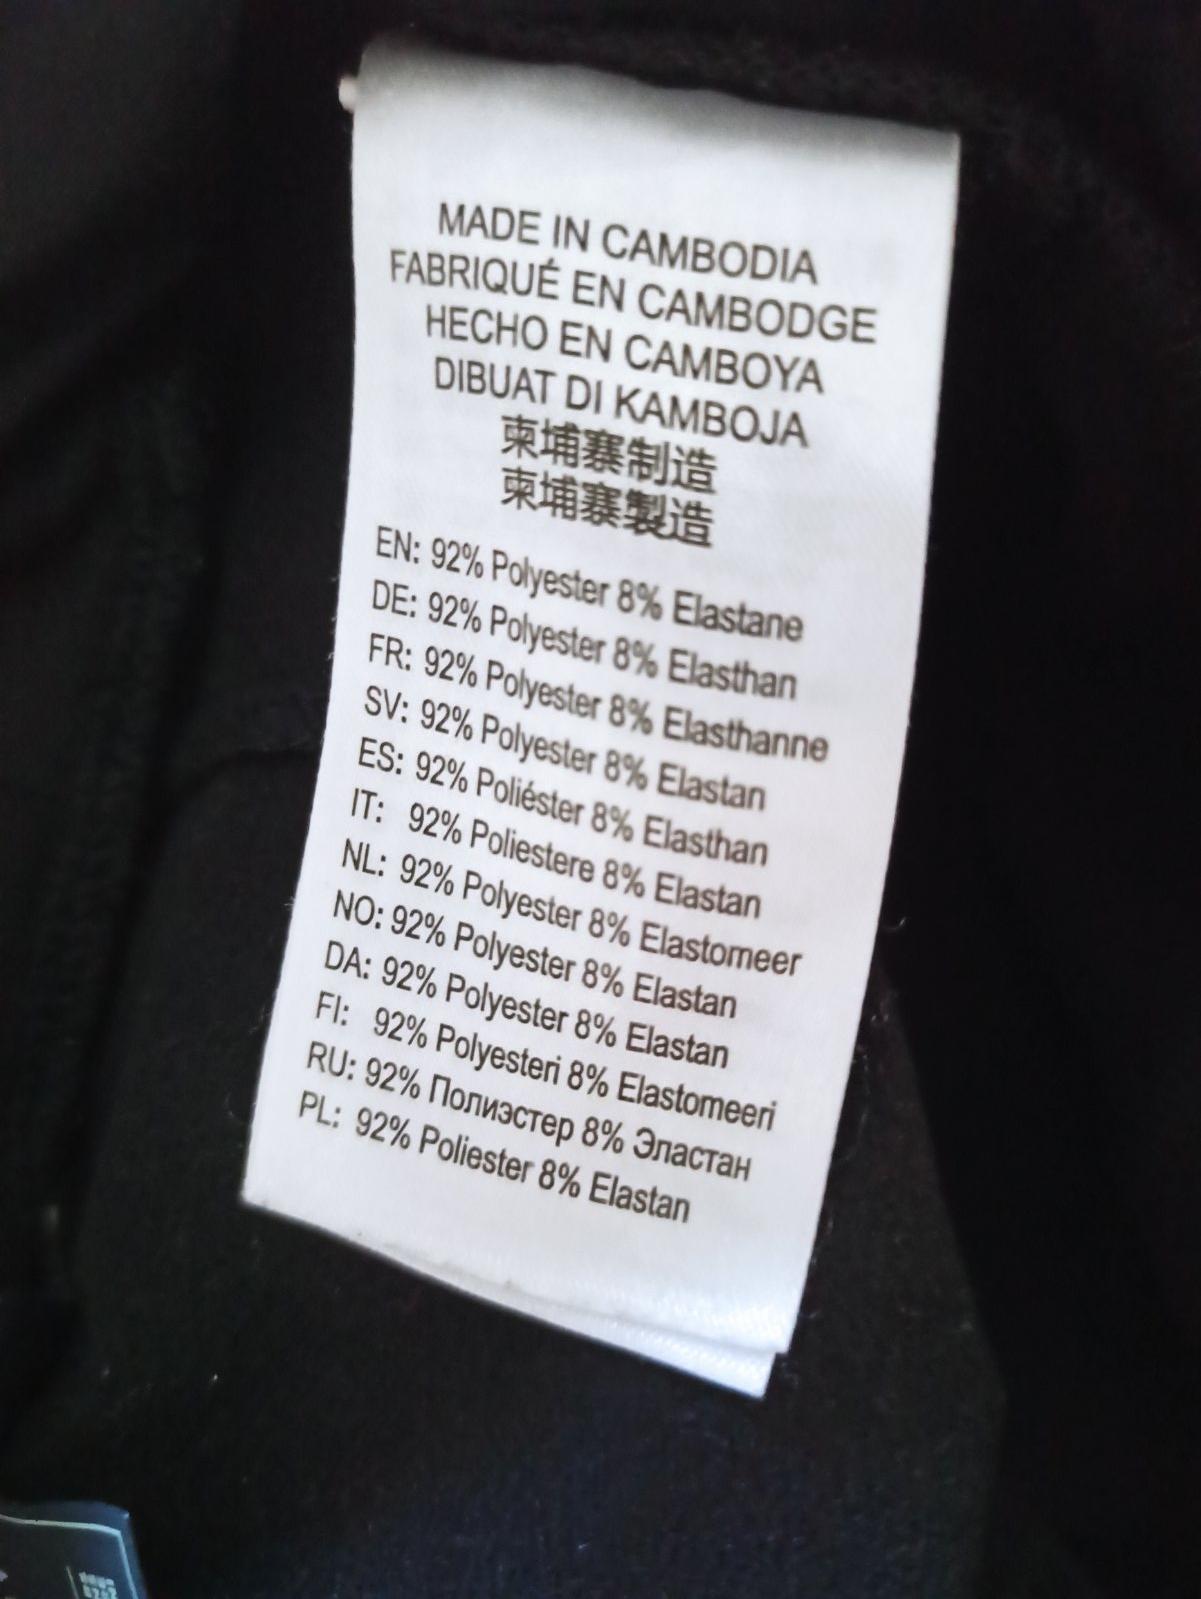 MADE IN CAMBODIA
FABRIQUÉ EN CAMBODGE
HECHO EN CAMBOYA
DIBUAT DI KAMBOJA
柬埔寨制造
柬埔寨製造
EN: 92% Polyester 8% Elastane
DE: 92% Polyester 8% Elasthan
FR: 92% Polyester 8% Elasthanne
SV: 92% Polyester 8% Elastan
ES: 92% Poliéster 8% Elasthan
IT: 92% Poliestere 8% Elastan
NL: 92% Polyester 8% Elastomeer
NO: 92% Polyester 8% Elastan
DA: 92% Polyester 8% Elastan
FI: 92% Polyesteri 8% Elastomeeri
RU: 92% Полиэстер 8% Эластан
PL: 92% Poliester 8% Elastan